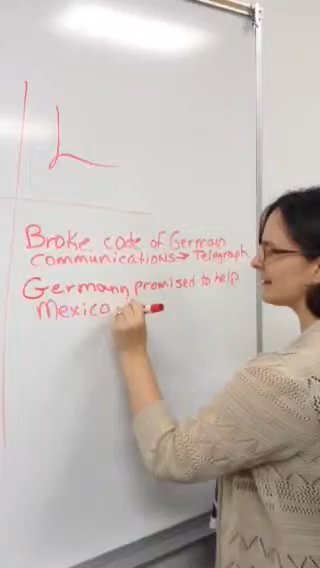 L
Broke code of German
communications → Telegraph
Germany promised to help
Mexico